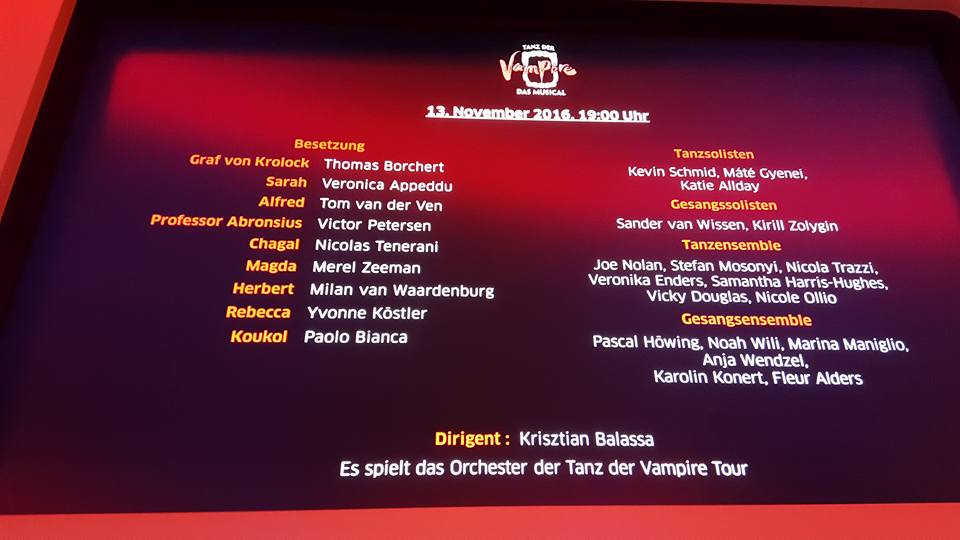 TANZ DER
Vampire
DAS MUSICAL
13. November 2016, 19:00 Uhr
Besetzung
Graf von Krolock Thomas Borchert
Sarah Veronica Appeddu
Alfred Tom van der Ven
Professor Abronsius Victor Petersen
Chagal Nicolas Tenerani
Magda Merel Zeeman
Herbert Milan van Waardenburg
Rebecca Yvonne Köstler
Koukol Paolo Bianca
Tanzsolisten
Kevin Schmid, Máté Gyenei,
Katie Allday
Gesangssolisten
Sander van Wissen, Kirill Zolygin
Tanzensemble
Joe Nolan, Stefan Mosonyi, Nicola Trazzi,
Veronika Enders, Samantha Harris-Hughes,
Vicky Douglas, Nicole Ollio
Gesangsensemble
Pascal Höwing, Noah Wili, Marina Maniglio,
Anja Wendzel,
Karolin Konert, Fleur Alders
Dirigent : Krisztian Balassa
Es spielt das Orchester der Tanz der Vampire Tour